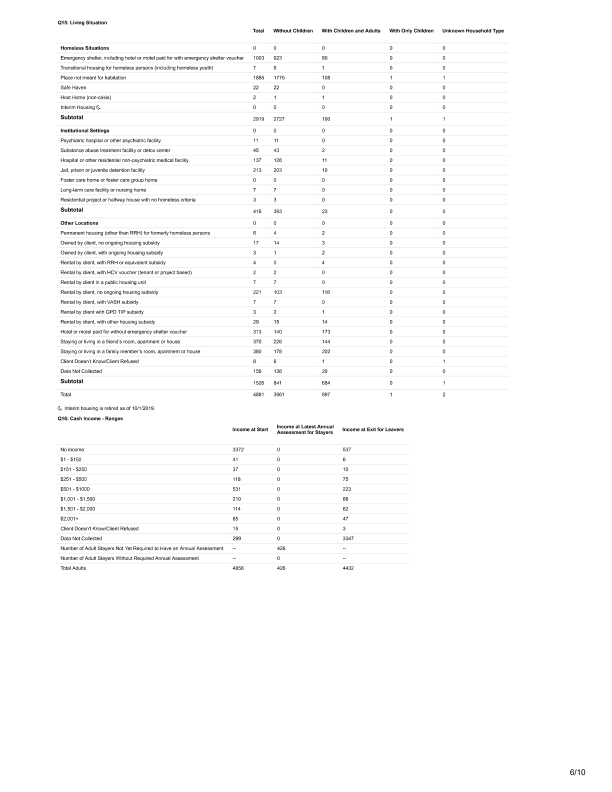 Q15: Living Situation
Total Without Children With Children and Adults With Only Children Unknown Household Type
Homeless Situations 0 0 0 0 0
Emergency shelter, including hotel or motel paid for with emergency shelter voucher 1003 923 80 0 0
Transitional housing for homeless persons (including homeless youth) 7 6 1 0 0
Place not meant for habitation 1885 1775 108 1 1
Safe Haven 22 22 0 0 0
Host Home (non-crisis) 2 1 1 0 0
Interim Housing 0 0 0 0 0
Subtotal 2919 2727 190 1 1
Institutional Settings 0 0 0 0 0
Psychiatric hospital or other psychiatric facility 11 11 0 0 0
Substance abuse treatment facility or detox center 45 43 2 0 0
Hospital or other residential non-psychiatric medical facility 137 126 11 0 0
Jail, prison or juvenile detention facility 213 203 10 0 0
Foster care home or foster care group home 0 0 0 0 0
Long-term care facility or nursing home 7 7 0 0 0
Residential project or halfway house with no homeless criteria 3 3 0 0 0
Subtotal 416 393 23 0 0
Other Locations 0 0 0 0 0
Permanent housing (other than RRH) for formerly homeless persons 6 4 2 0 0
Owned by client, no ongoing housing subsidy 17 14 3 0 0
Owned by client, with ongoing housing subsidy 3 1 2 0 0
Rental by client, with RRH or equivalent subsidy 4 0 4 0 0
Rental by client, with HCV voucher (tenant or project based) 2 2 0 0 0
Rental by client in a public housing unit 7 7 0 0 0
Rental by client, no ongoing housing subsidy 221 103 118 0 0
Rental by client, with VASH subsidy 7 7 0 0 0
Rental by client with GPD TIP subsidy 3 2 1 0 0
Rental by client, with other housing subsidy 29 15 14 0 0
Hotel or motel paid for without emergency shelter voucher 313 140 173 0 0
Staying or living in a friend's room, apartment or house 370 226 144 0 0
Staying or living in a family member's room, apartment or house 380 178 202 0 0
Client Doesn't Know/Client Refused 8 6 1 0 1
Data Not Collected 156 136 20 0 0
Subtotal 1526 841 684 0 1
Total 4861 3961 897 1 2
Interim housing is retired as of 10/1/2019.
Q16: Cash Income - Ranges
Income at Start Income at Latest Annual Assessment for Stayers Income at Exit for Leavers
No Income 3372 0 537
$1 - $150 41 0 6
$151 - $250 37 0 10
$251 - $500 118 0 75
$501 - $1000 531 0 223
$1,001 - $1,500 210 0 88
$1,501 - $2,000 114 0 62
$2,001+ 85 0 47
Client Doesn't Know/Client Refused 15 0 3
Data Not Collected 299 0 3347
Number of Adult Stayers Not Yet Required to Have an Annual Assessment -- 426 --
Number of Adult Stayers Without Required Annual Assessment -- 0 --
Total Adults 4858 426 4432
6/10